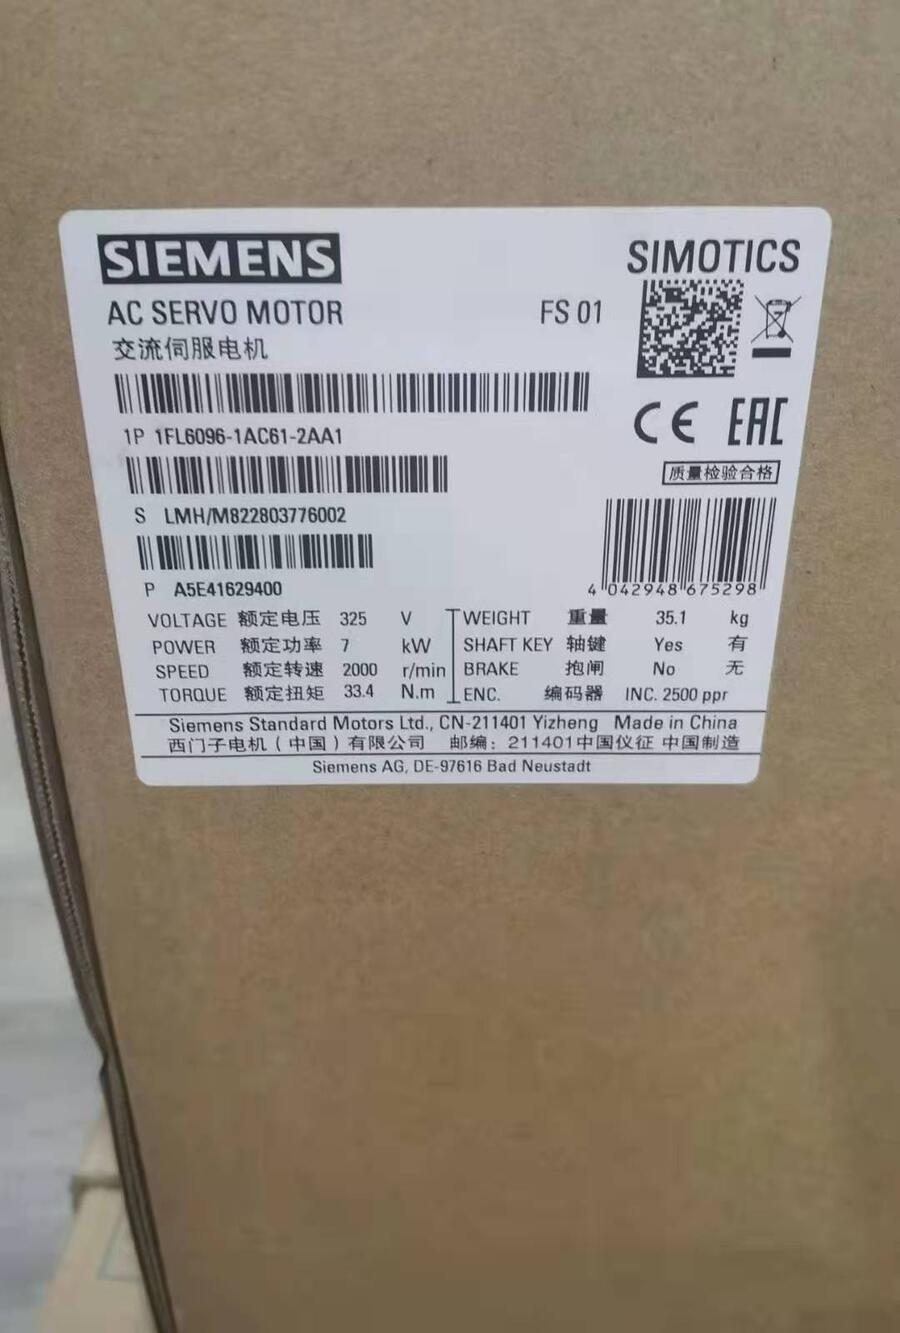 SIEMENS
SIMOTICS
AC SERVO MOTOR
FS 01
交流伺服电机
1P 1FL6096-1AC61-2AA1
CE EAC
质量检验合格
S LMH/M822803776002
P A5E41629400
4 042948 675298
VOLTAGE 额定电压 325 V
POWER 额定功率 7 kW
SPEED 额定转速 2000 r/min
TORQUE 额定扭矩 33.4 N.m
WEIGHT 重量 35.1 kg
SHAFT KEY 轴键 Yes 有
BRAKE 抱闸 No 无
ENC. 编码器 INC. 2500 ppr
Siemens Standard Motors Ltd., CN-211401 Yizheng Made in China
西门子电机(中国)有限公司 邮编: 211401中国仪征 中国制造
Siemens AG, DE-97616 Bad Neustadt